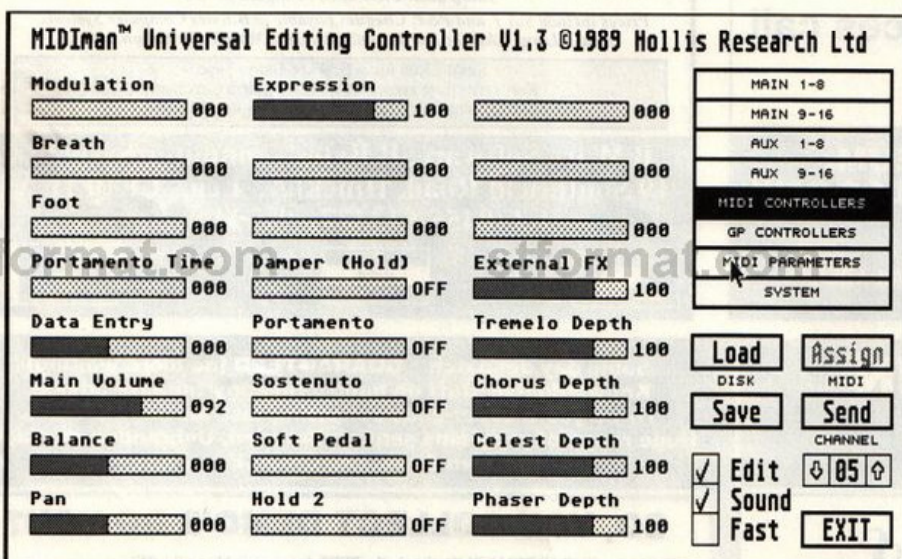 MIDIman™ Universal Editing Controller V1.3 ©1989 Hollis Research Ltd
Modulation Expression
000 100 000
Breath
000 000 000
Foot
000 000 000
Portamento Time Damper (Hold) External FX
000 OFF 100
Data Entry Portamento Tremelo Depth
000 OFF 100
Main Volume Sostenuto Chorus Depth
092 OFF 100
Balance Soft Pedal Celest Depth
000 OFF 100
Pan Hold 2 Phaser Depth
000 OFF 100
MAIN 1-8
MAIN 9-16
AUX 1-8
AUX 9-16
MIDI CONTROLLERS
GP CONTROLLERS
MIDI PARAMETERS
SYSTEM
Load Assign
DISK MIDI
Save Send
CHANNEL
Edit 05
Sound
Fast EXIT
stformat.com